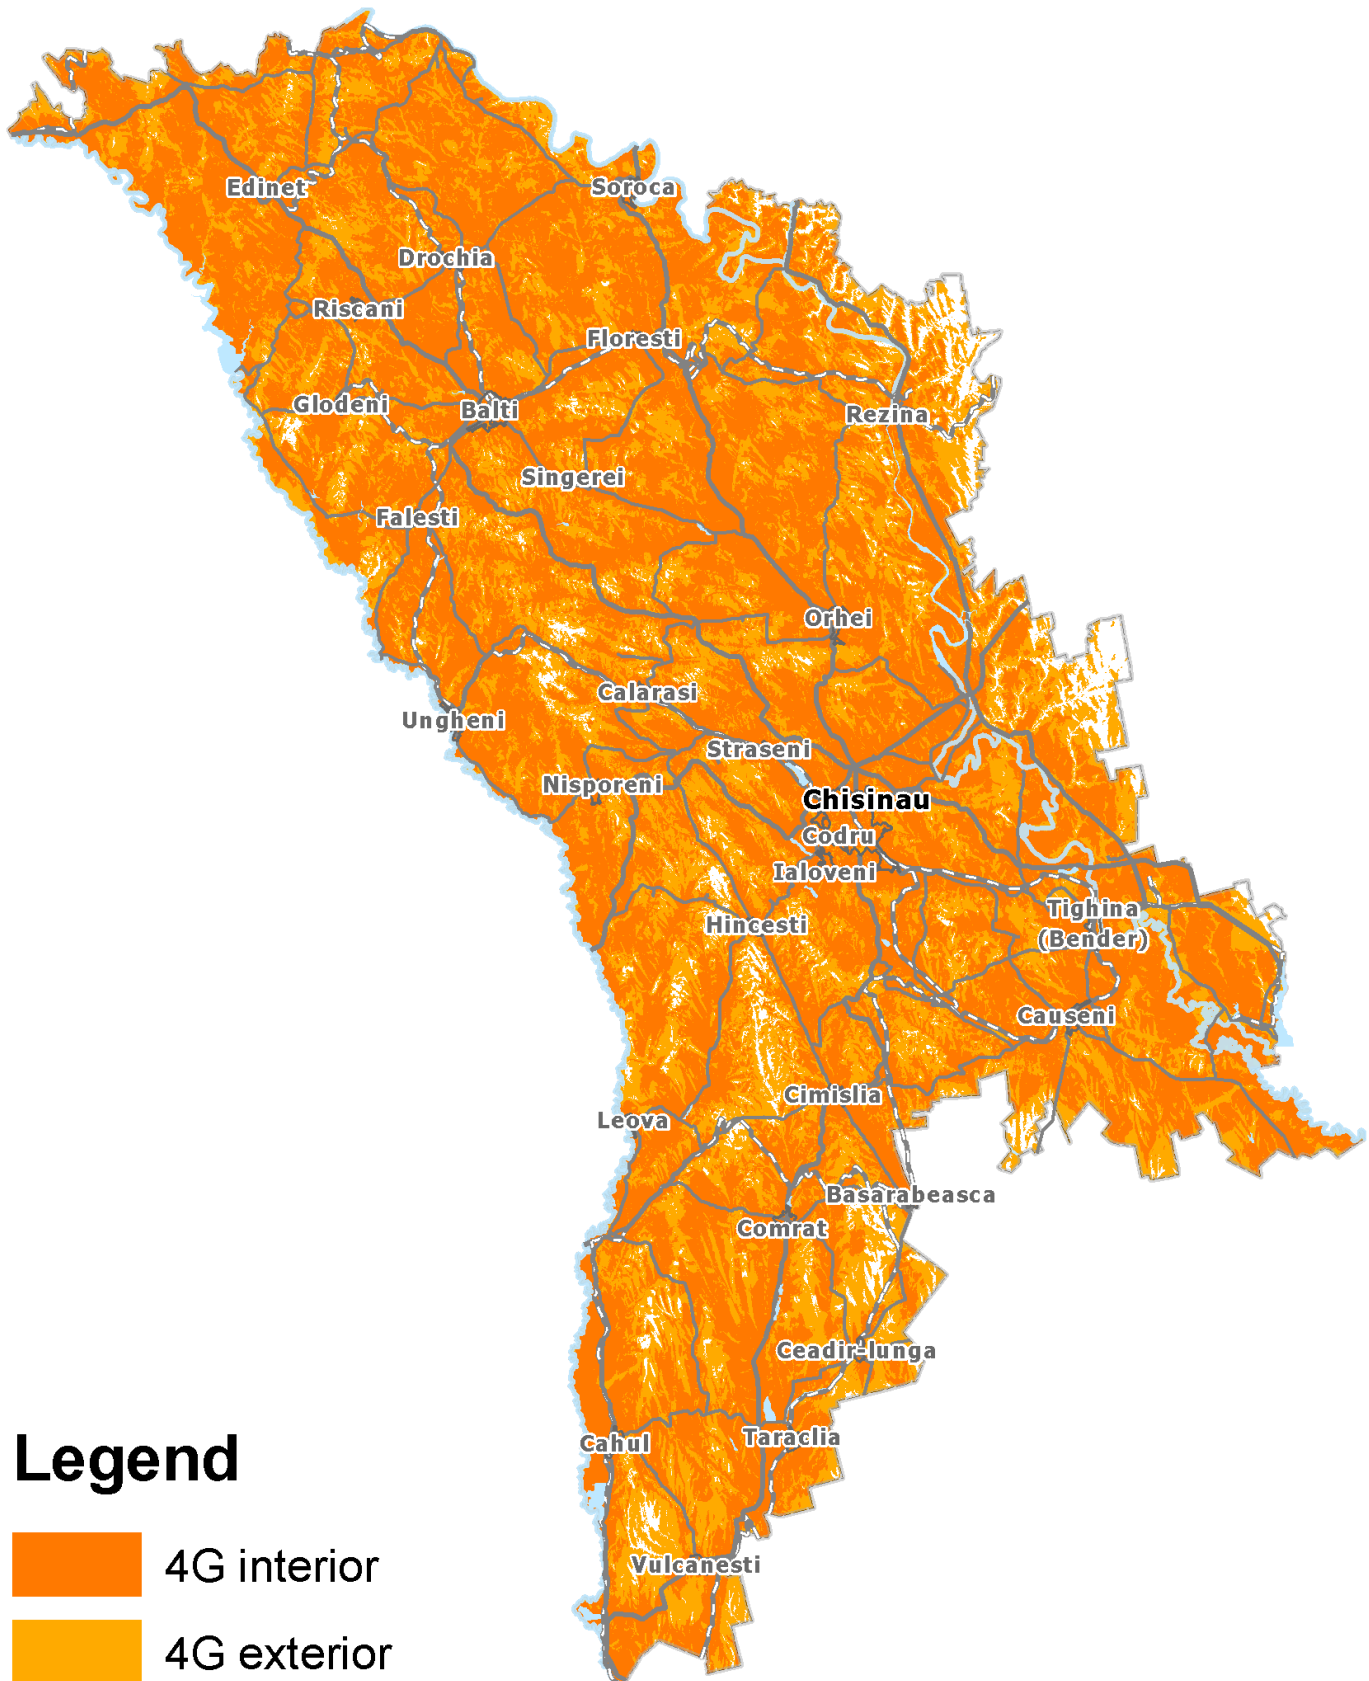 Edinet
Soroca
Drochia
Riscani
Floresti
Glodeni
Balti
Rezina
Singerei
Falesti
Orhei
Calarasi
Ungheni
Straseni
Nisporeni
Chisinau
Codru
Ialoveni
Tighina
(Bender)
Hincesti
Causeni
Cimislia
Leova
Basarabeasca
Comrat
Ceadir-lunga
Taraclia
Cahul
Vulcanesti
Legend
4G interior
4G exterior